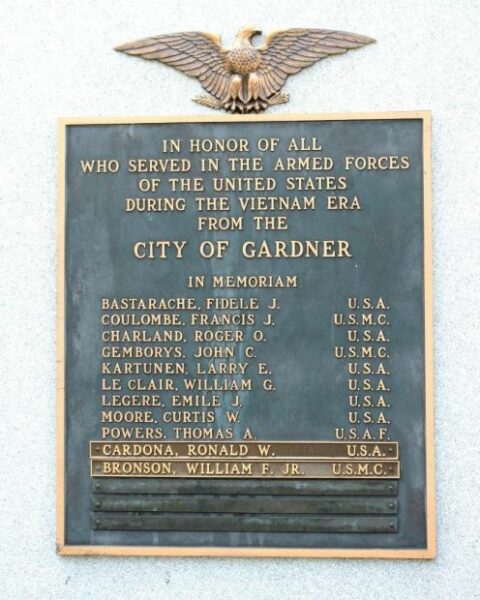 IN HONOR OF ALL
WHO SERVED IN THE ARMED FORCES
OF THE UNITED STATES
DURING THE VIETNAM ERA
FROM THE
CITY OF GARDNER
IN MEMORIAM
BASTARACHE, FIDELE J. U.S.A.
COULOMBE, FRANCIS J. U.S.M.C.
CHARLAND, ROGER O. U.S.A.
GEMBORYS, JOHN C. U.S.M.C.
KARTUNEN, LARRY E. U.S.A.
LE CLAIR, WILLIAM G. U.S.A.
LEGERE, EMILE J. U.S.A.
MOORE, CURTIS W. U.S.A.
POWERS, THOMAS A. U.S.A.F.
CARDONA, RONALD W. U.S.A.
BRONSON, WILLIAM F. JR. U.S.M.C.